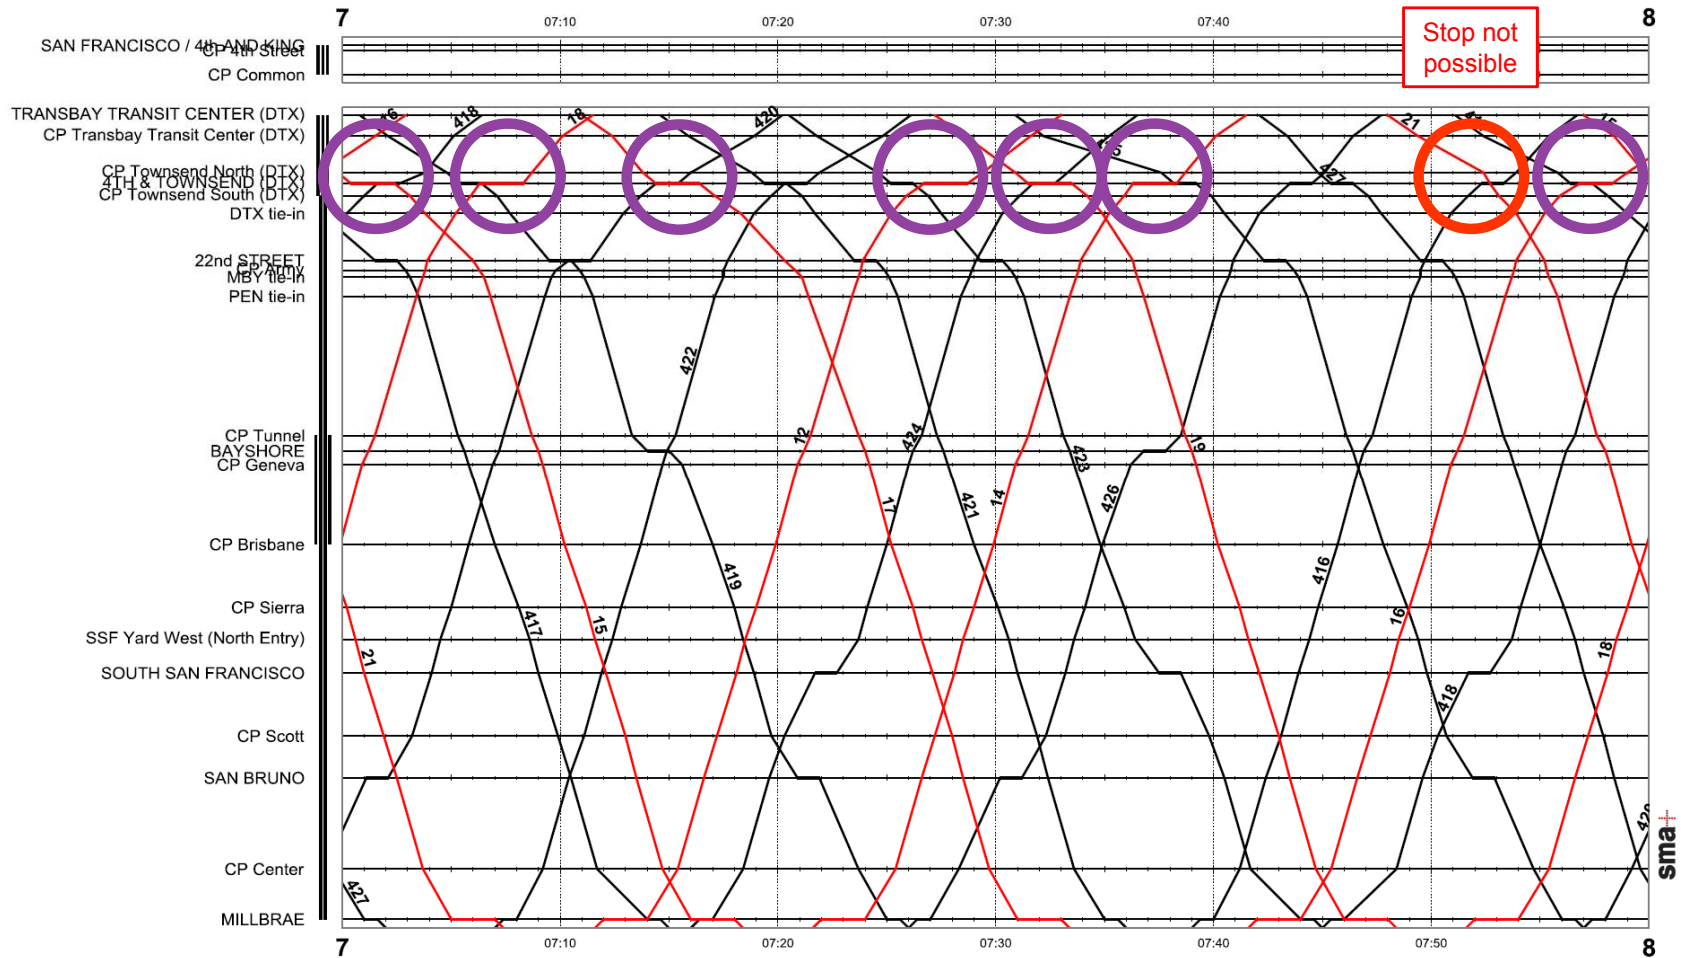 7
07:10
07:20
07:30
07:40
8
Stop not
possible
SAN FRANCISCO / 4th AND KING
CP 4th Street
CP Common
TRANSBAY TRANSIT CENTER (DTX)
CP Transbay Transit Center (DTX)
CP Townsend North (DTX)
4TH & TOWNSEND (DTX)
CP Townsend South (DTX)
DTX tie-in
22nd STREET
CP Army
MBY tie-in
PEN tie-in
CP Tunnel
BAYSHORE
CP Geneva
CP Brisbane
CP Sierra
SSF Yard West (North Entry)
SOUTH SAN FRANCISCO
CP Scott
SAN BRUNO
CP Center
MILLBRAE
16
418
18
420
21
15
427
422
12
424
423
19
426
17
421
14
419
416
417
15
16
21
18
418
427
420
sma+
7
07:10
07:20
07:30
07:40
07:50
8